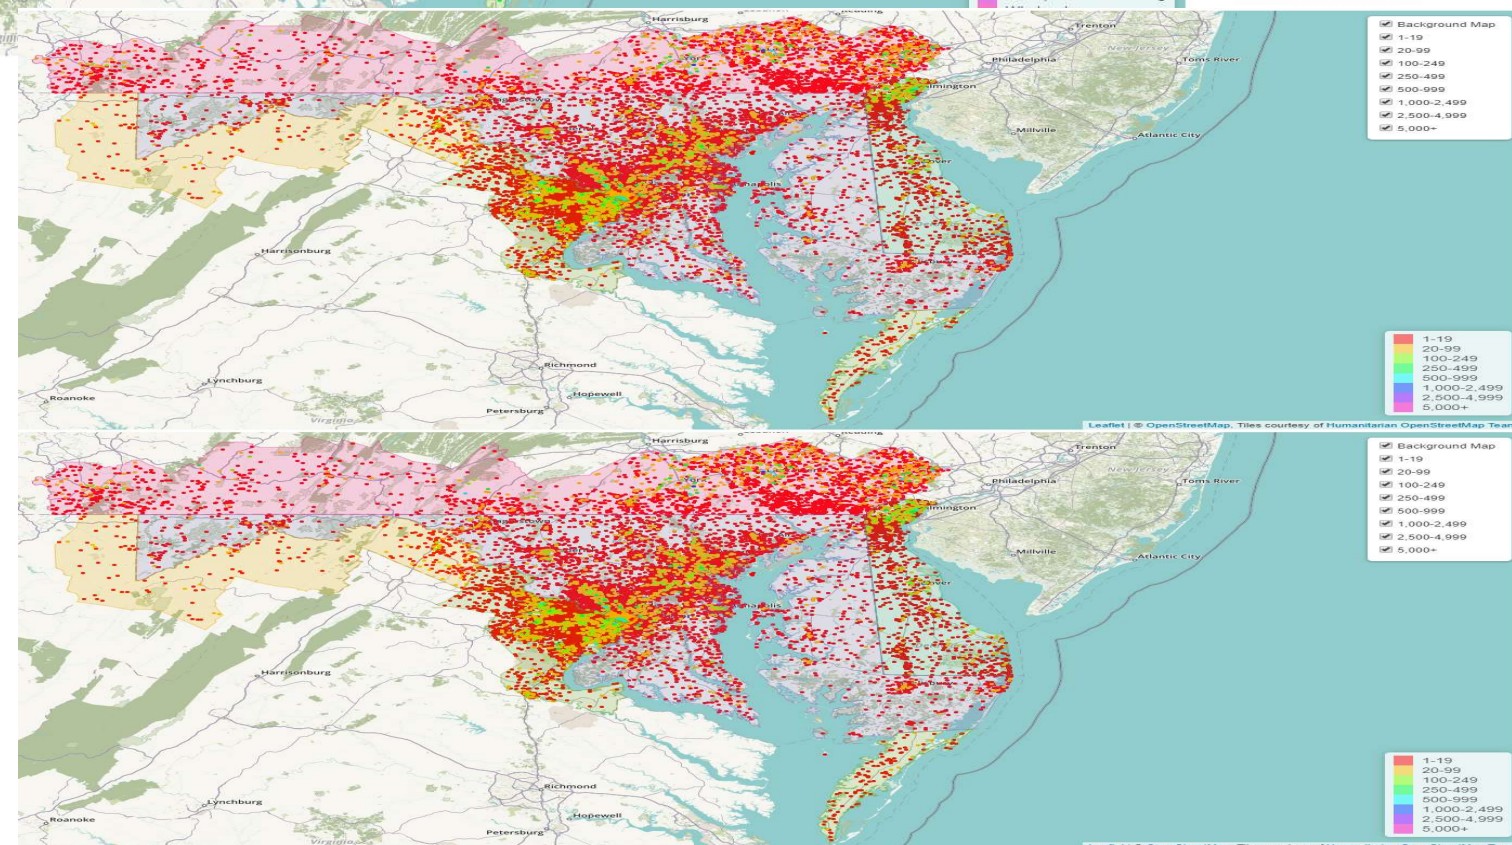 Harrisburg
Trenton
New Jersey
Philadelphia
Toms River
Millville
Atlantic City
Harrisonburg
Richmond
Lynchburg
Hopewell
Roanoke
Petersburg
Virginia
Background Map
1-19
20-99
100-249
250-499
500-999
1,000-2,499
2,500-4,999
5,000+
1-19
20-99
100-249
250-499
500-999
1,000-2,499
2,500-4,999
5,000+
Leaflet | © OpenStreetMap, Tiles courtesy of Humanitarian OpenStreetMap Team
Harrisburg
Trenton
New Jersey
Philadelphia
Toms River
Millville
Atlantic City
Harrisonburg
Richmond
Lynchburg
Hopewell
Roanoke
Petersburg
Virginia
Background Map
1-19
20-99
100-249
250-499
500-999
1,000-2,499
2,500-4,999
5,000+
1-19
20-99
100-249
250-499
500-999
1,000-2,499
2,500-4,999
5,000+